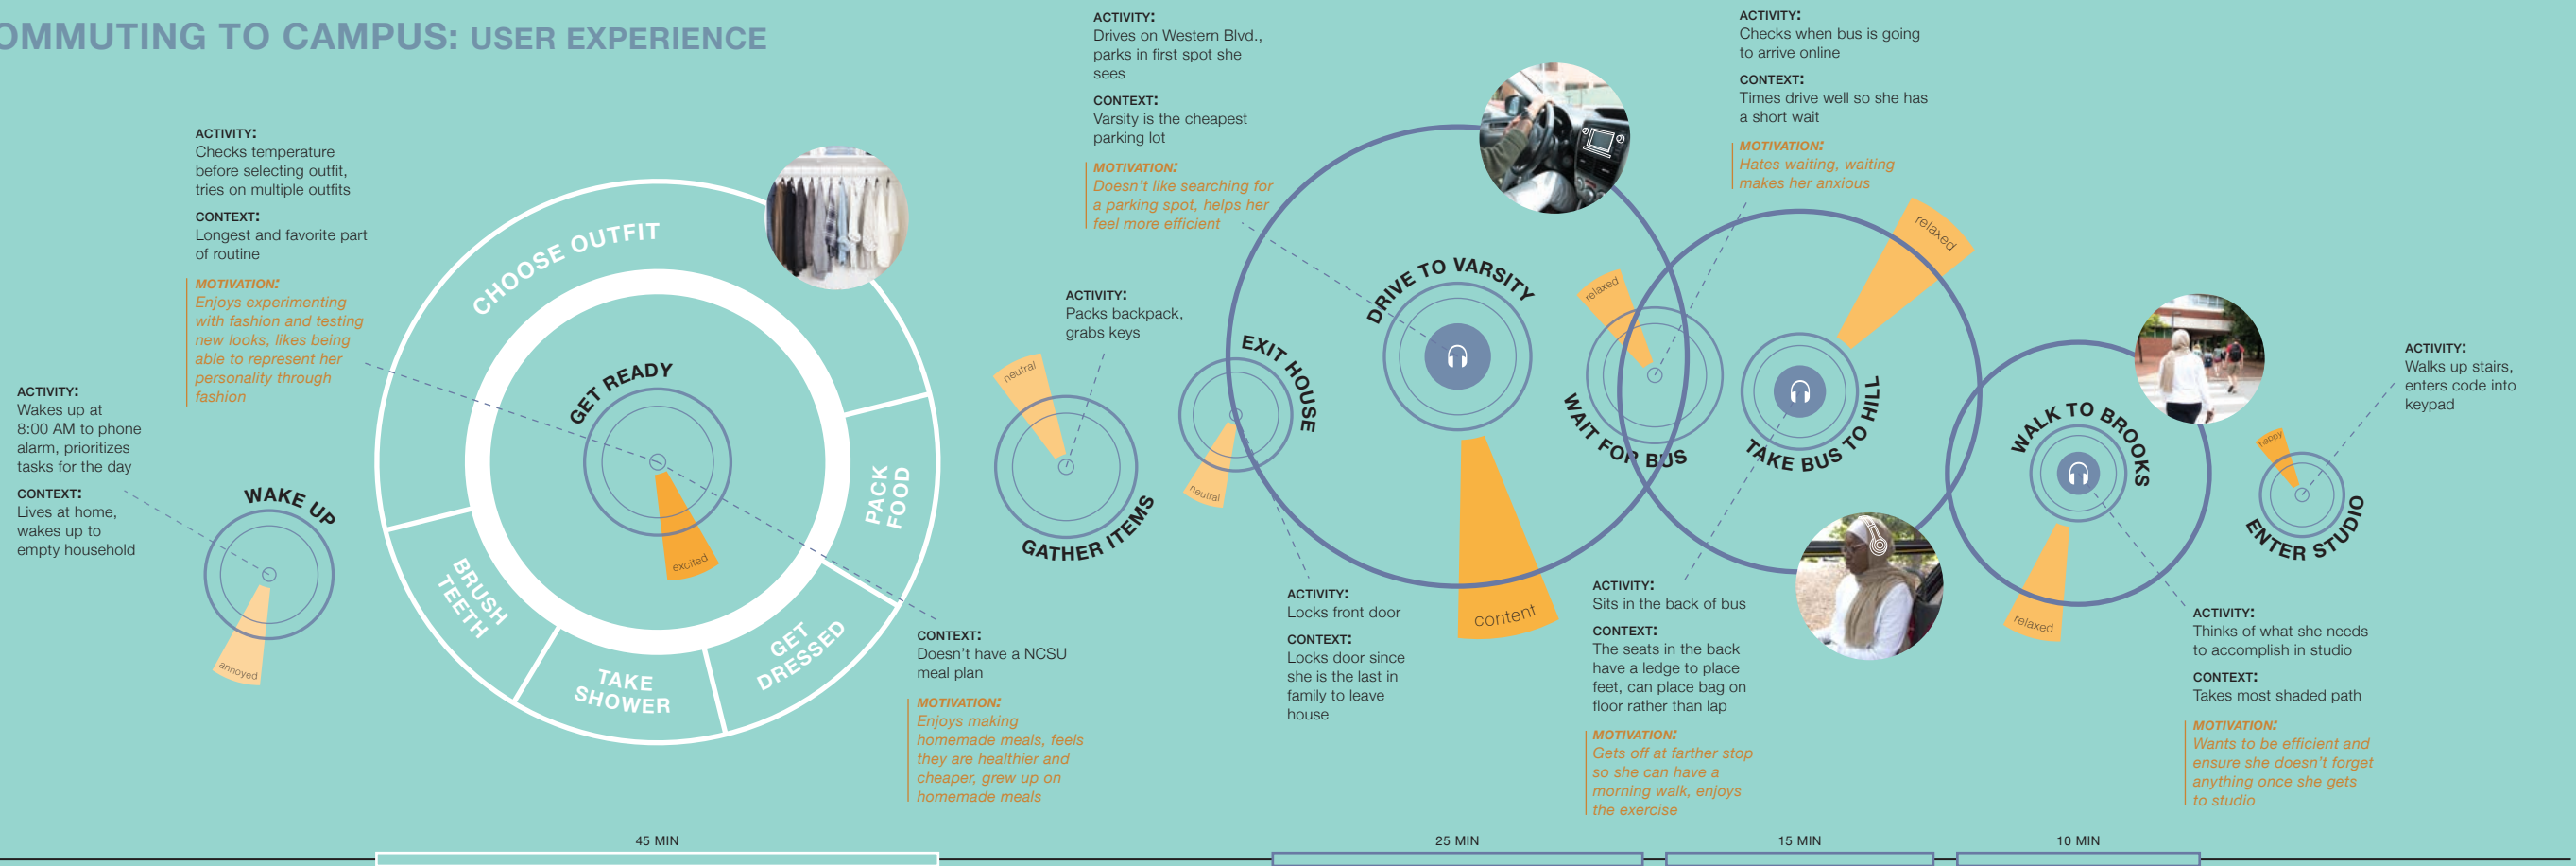 OMMUTING TO CAMPUS: USER EXPERIENCE
ACTIVITY:
Wakes up at
8:00 AM to phone
alarm, prioritizes
tasks for the day
CONTEXT:
Lives at home,
wakes up to
empty household
WAKE UP
annoyed
ACTIVITY:
Checks temperature
before selecting outfit,
tries on multiple outfits
CONTEXT:
Longest and favorite part
of routine
MOTIVATION:
Enjoys experimenting
with fashion and testing
new looks, likes being
able to represent her
personality through
fashion
CHOOSE OUTFIT
GET READY
excited
PACK
FOOD
GET
DRESSED
TAKE
SHOWER
BRUSH
TEETH
CONTEXT:
Doesn't have a NCSU
meal plan
MOTIVATION:
Enjoys making
homemade meals, feels
they are healthier and
cheaper, grew up on
homemade meals
ACTIVITY:
Packs backpack,
grabs keys
neutral
GATHER ITEMS
EXIT HOUSE
neutral
ACTIVITY:
Locks front door
CONTEXT:
Locks door since
she is the last in
family to leave
house
ACTIVITY:
Drives on Western Blvd.,
parks in first spot she
sees
CONTEXT:
Varsity is the cheapest
parking lot
MOTIVATION:
Doesn't like searching for
a parking spot, helps her
feel more efficient
DRIVE TO VARSITY
content
ACTIVITY:
Checks when bus is going
to arrive online
CONTEXT:
Times drive well so she has
a short wait
MOTIVATION:
Hates waiting, waiting
makes her anxious
relaxed
WAIT FOR BUS
relaxed
TAKE BUS TO HILL
ACTIVITY:
Sits in the back of bus
CONTEXT:
The seats in the back
have a ledge to place
feet, can place bag on
floor rather than lap
MOTIVATION:
Gets off at farther stop
so she can have a
morning walk, enjoys
the exercise
WALK TO BROOKS
relaxed
ACTIVITY:
Thinks of what she needs
to accomplish in studio
CONTEXT:
Takes most shaded path
MOTIVATION:
Wants to be efficient and
ensure she doesn't forget
anything once she gets
to studio
ACTIVITY:
Walks up stairs,
enters code into
keypad
happy
ENTER STUDIO
45 MIN
25 MIN
15 MIN
10 MIN